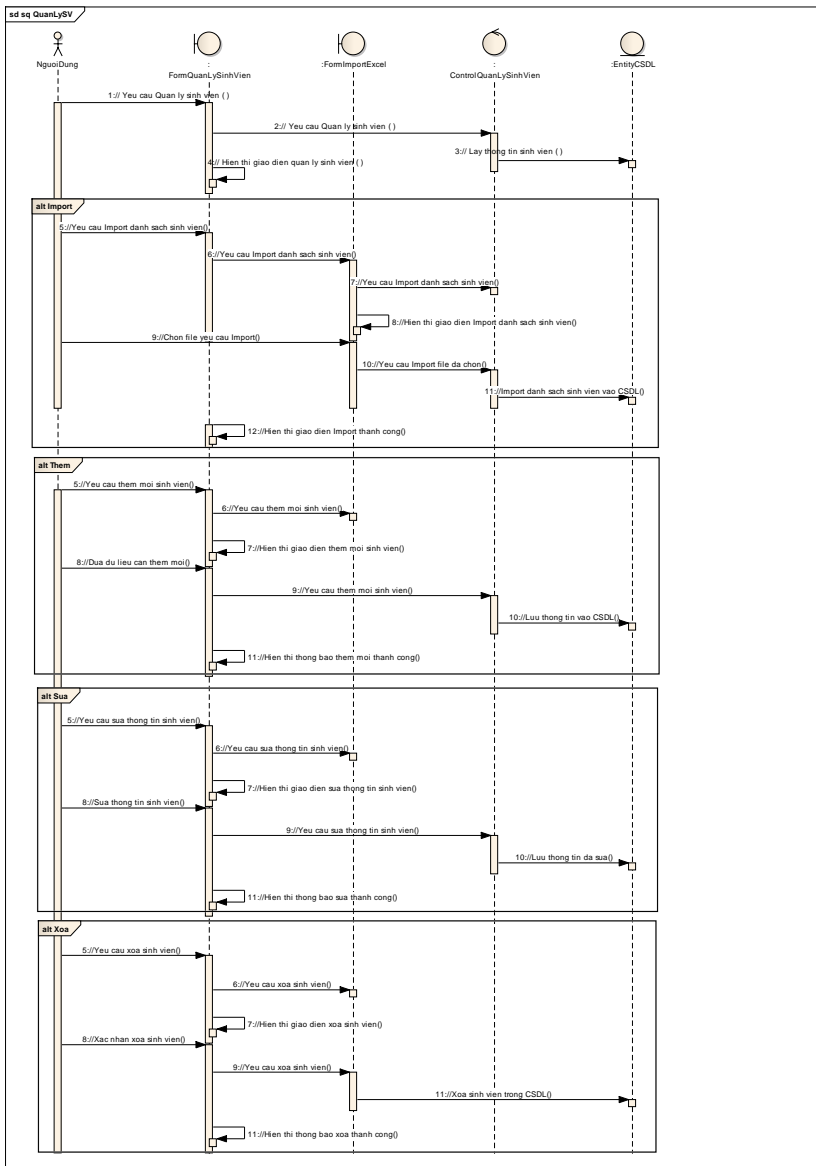 sd sq QuanLySV
NguoiDung
:
FormQuanLySinhVien
:FormImportExcel
:
ControlQuanLySinhVien
:EntityCSDL
1:// Yeu cau Quan ly sinh vien ( )
2:// Yeu cau Quan ly sinh vien ( )
3:// Lay thong tin sinh vien ( )
4:// Hien thi giao dien quan ly sinh vien ( )
alt Import
5://Yeu cau Import danh sach sinh vien()
6://Yeu cau Import danh sach sinh vien()
7://Yeu cau Import danh sach sinh vien()
8://Hien thi giao dien Import danh sach sinh vien()
9://Chon file yeu cau Import()
10://Yeu cau Import file da chon()
11://Import danh sach sinh vien vao CSDL()
12://Hien thi giao dien Import thanh cong()
alt Them
5://Yeu cau them moi sinh vien()
6://Yeu cau them moi sinh vien()
7://Hien thi giao dien them moi sinh vien()
8://Dua du lieu can them moi()
9://Yeu cau them moi sinh vien()
10://Luu thong tin vao CSDL()
11://Hien thi thong bao them moi thanh cong()
alt Sua
5://Yeu cau sua thong tin sinh vien()
6://Yeu cau sua thong tin sinh vien()
7://Hien thi giao dien sua thong tin sinh vien()
8://Sua thong tin sinh vien()
9://Yeu cau sua thong tin sinh vien()
10://Luu thong tin da sua()
11://Hien thi thong bao sua thanh cong()
alt Xoa
5://Yeu cau xoa sinh vien()
6://Yeu cau xoa sinh vien()
7://Hien thi giao dien xoa sinh vien()
8://Xac nhan xoa sinh vien()
9://Yeu cau xoa sinh vien()
11://Xoa sinh vien trong CSDL()
11://Hien thi thong bao xoa thanh cong()